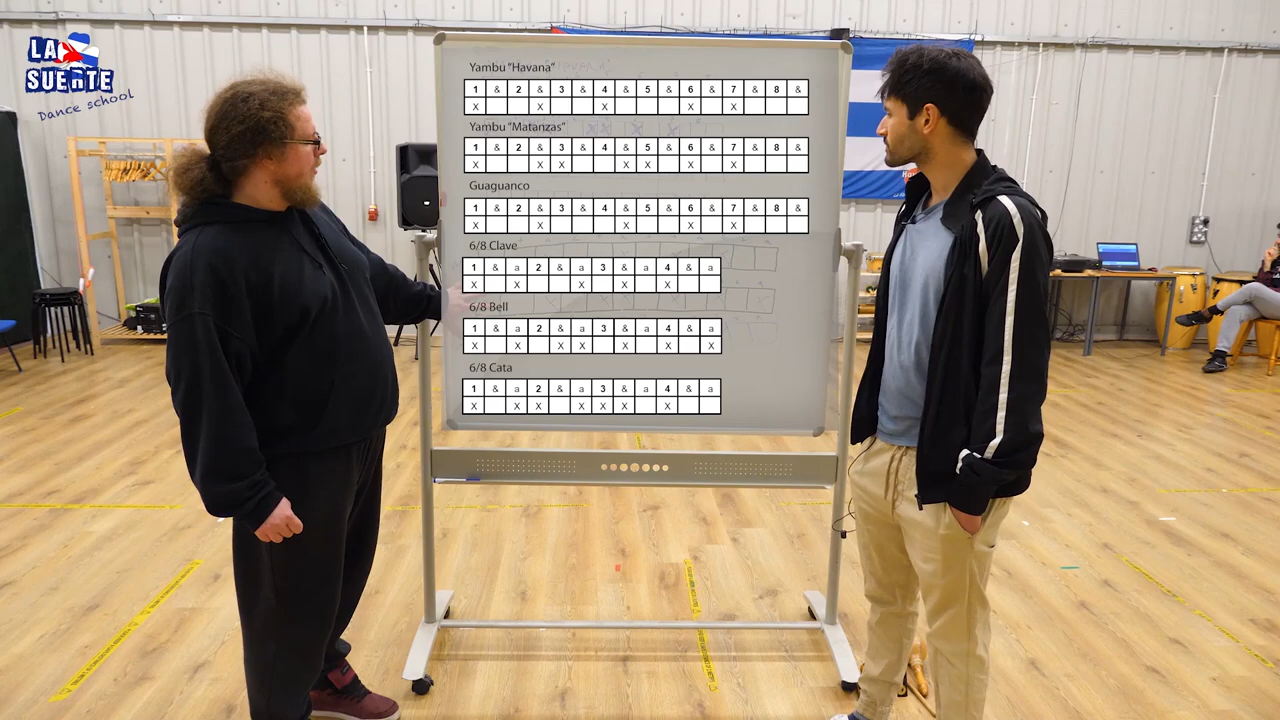 LA
SUERTE
Dance school
Yambu "Havana"
1 & 2 & 3 & 4 & 5 & 6 & 7 & 8 &
X X X X X
Yambu "Matanzas"
1 & 2 & 3 & 4 & 5 & 6 & 7 & 8 &
X X X X X X X
Guaguanco
1 & 2 & 3 & 4 & 5 & 6 & 7 & 8 &
X X X X X
6/8 Clave
1 & a 2 & a 3 & a 4 & a
X X X X X
6/8 Bell
1 & a 2 & a 3 & a 4 & a
X X X X X X X
6/8 Cata
1 & a 2 & a 3 & a 4 & a
X X X X X X X